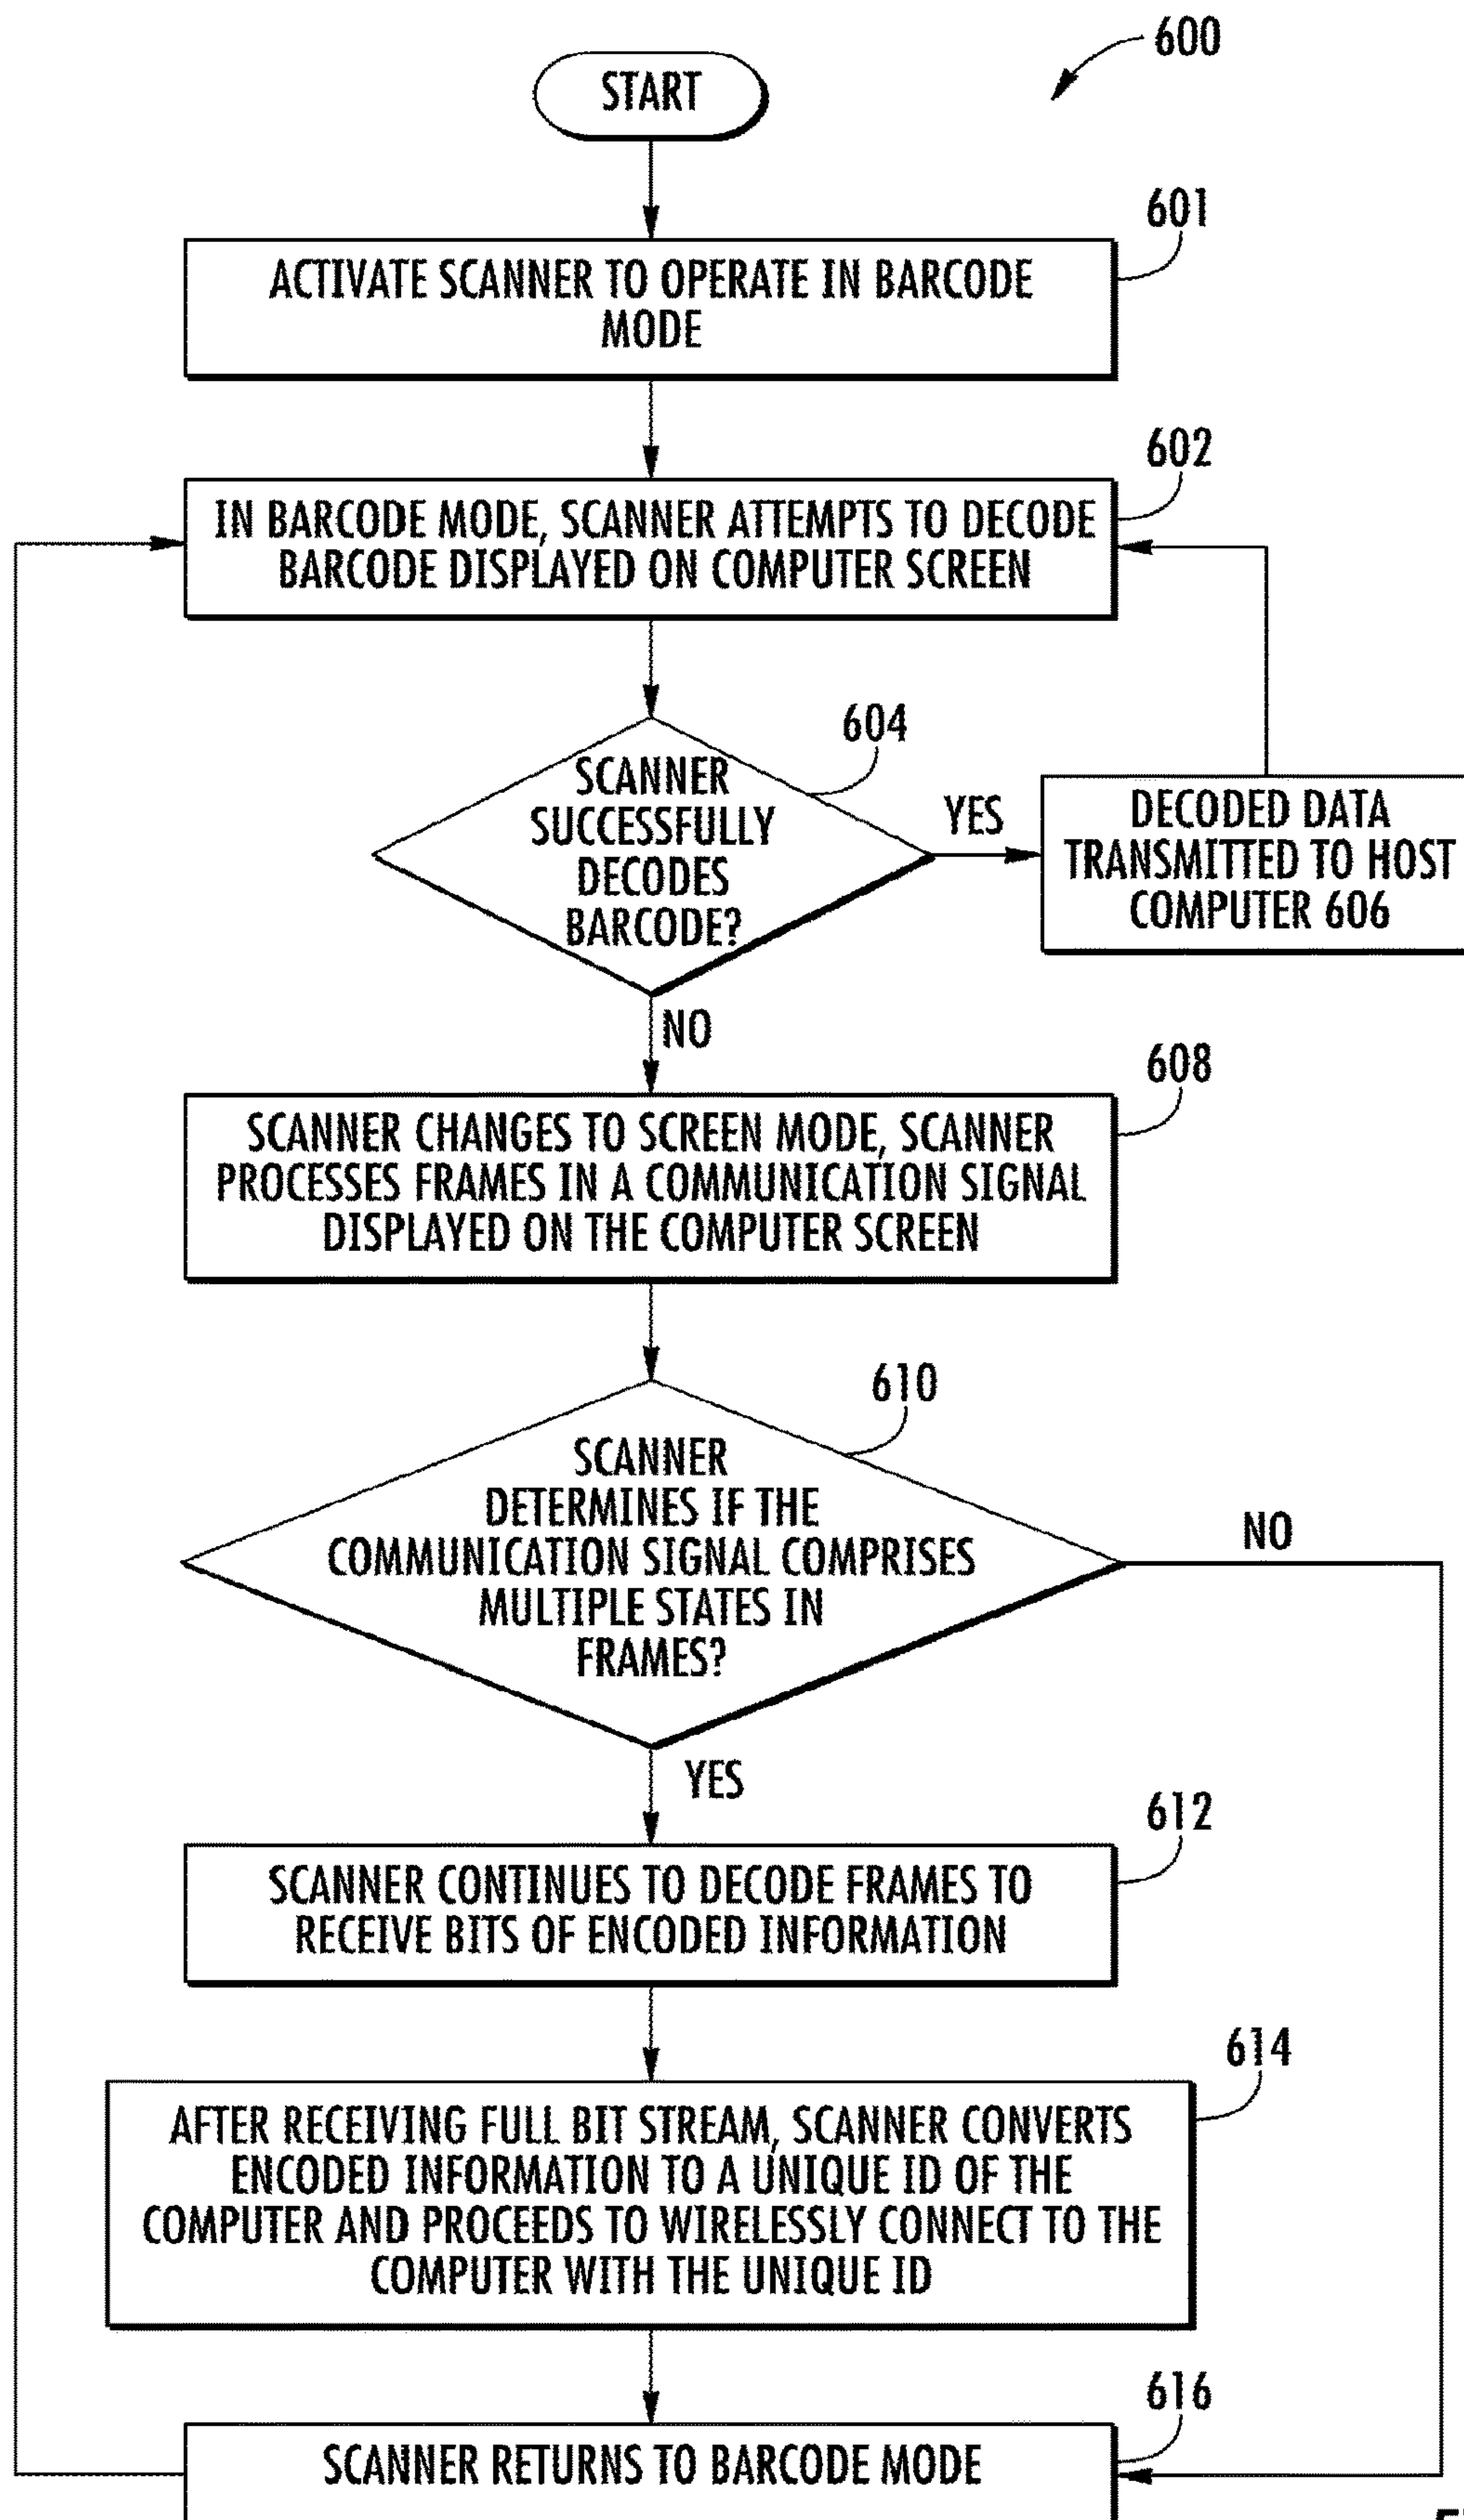 600
START
601
ACTIVATE SCANNER TO OPERATE IN BARCODE
MODE
602
IN BARCODE MODE, SCANNER ATTEMPTS TO DECODE
BARCODE DISPLAYED ON COMPUTER SCREEN
604
SCANNER
SUCCESSFULLY
DECODES
BARCODE?
YES
DECODED DATA
TRANSMITTED TO HOST
COMPUTER 606
NO
608
SCANNER CHANGES TO SCREEN MODE, SCANNER
PROCESSES FRAMES IN A COMMUNICATION SIGNAL
DISPLAYED ON THE COMPUTER SCREEN
610
SCANNER
DETERMINES IF THE
COMMUNICATION SIGNAL COMPRISES
MULTIPLE STATES IN
FRAMES?
NO
YES
612
SCANNER CONTINUES TO DECODE FRAMES TO
RECEIVE BITS OF ENCODED INFORMATION
614
AFTER RECEIVING FULL BIT STREAM, SCANNER CONVERTS
ENCODED INFORMATION TO A UNIQUE ID OF THE
COMPUTER AND PROCEEDS TO WIRELESSLY CONNECT TO THE
COMPUTER WITH THE UNIQUE ID
616
SCANNER RETURNS TO BARCODE MODE